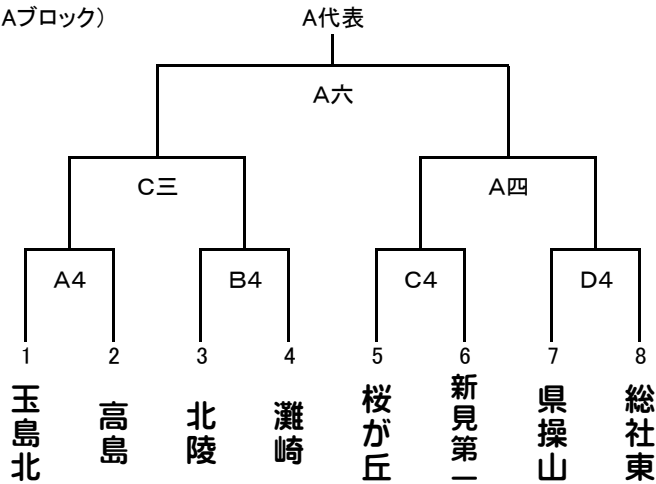 Aブロック）
A代表
A六
C三
A四
A4
B4
C4
D4
1
2
3
4
5
6
7
8
玉島北
高島
北陵
灘崎
桜が丘
新見第一
県操山
総社東